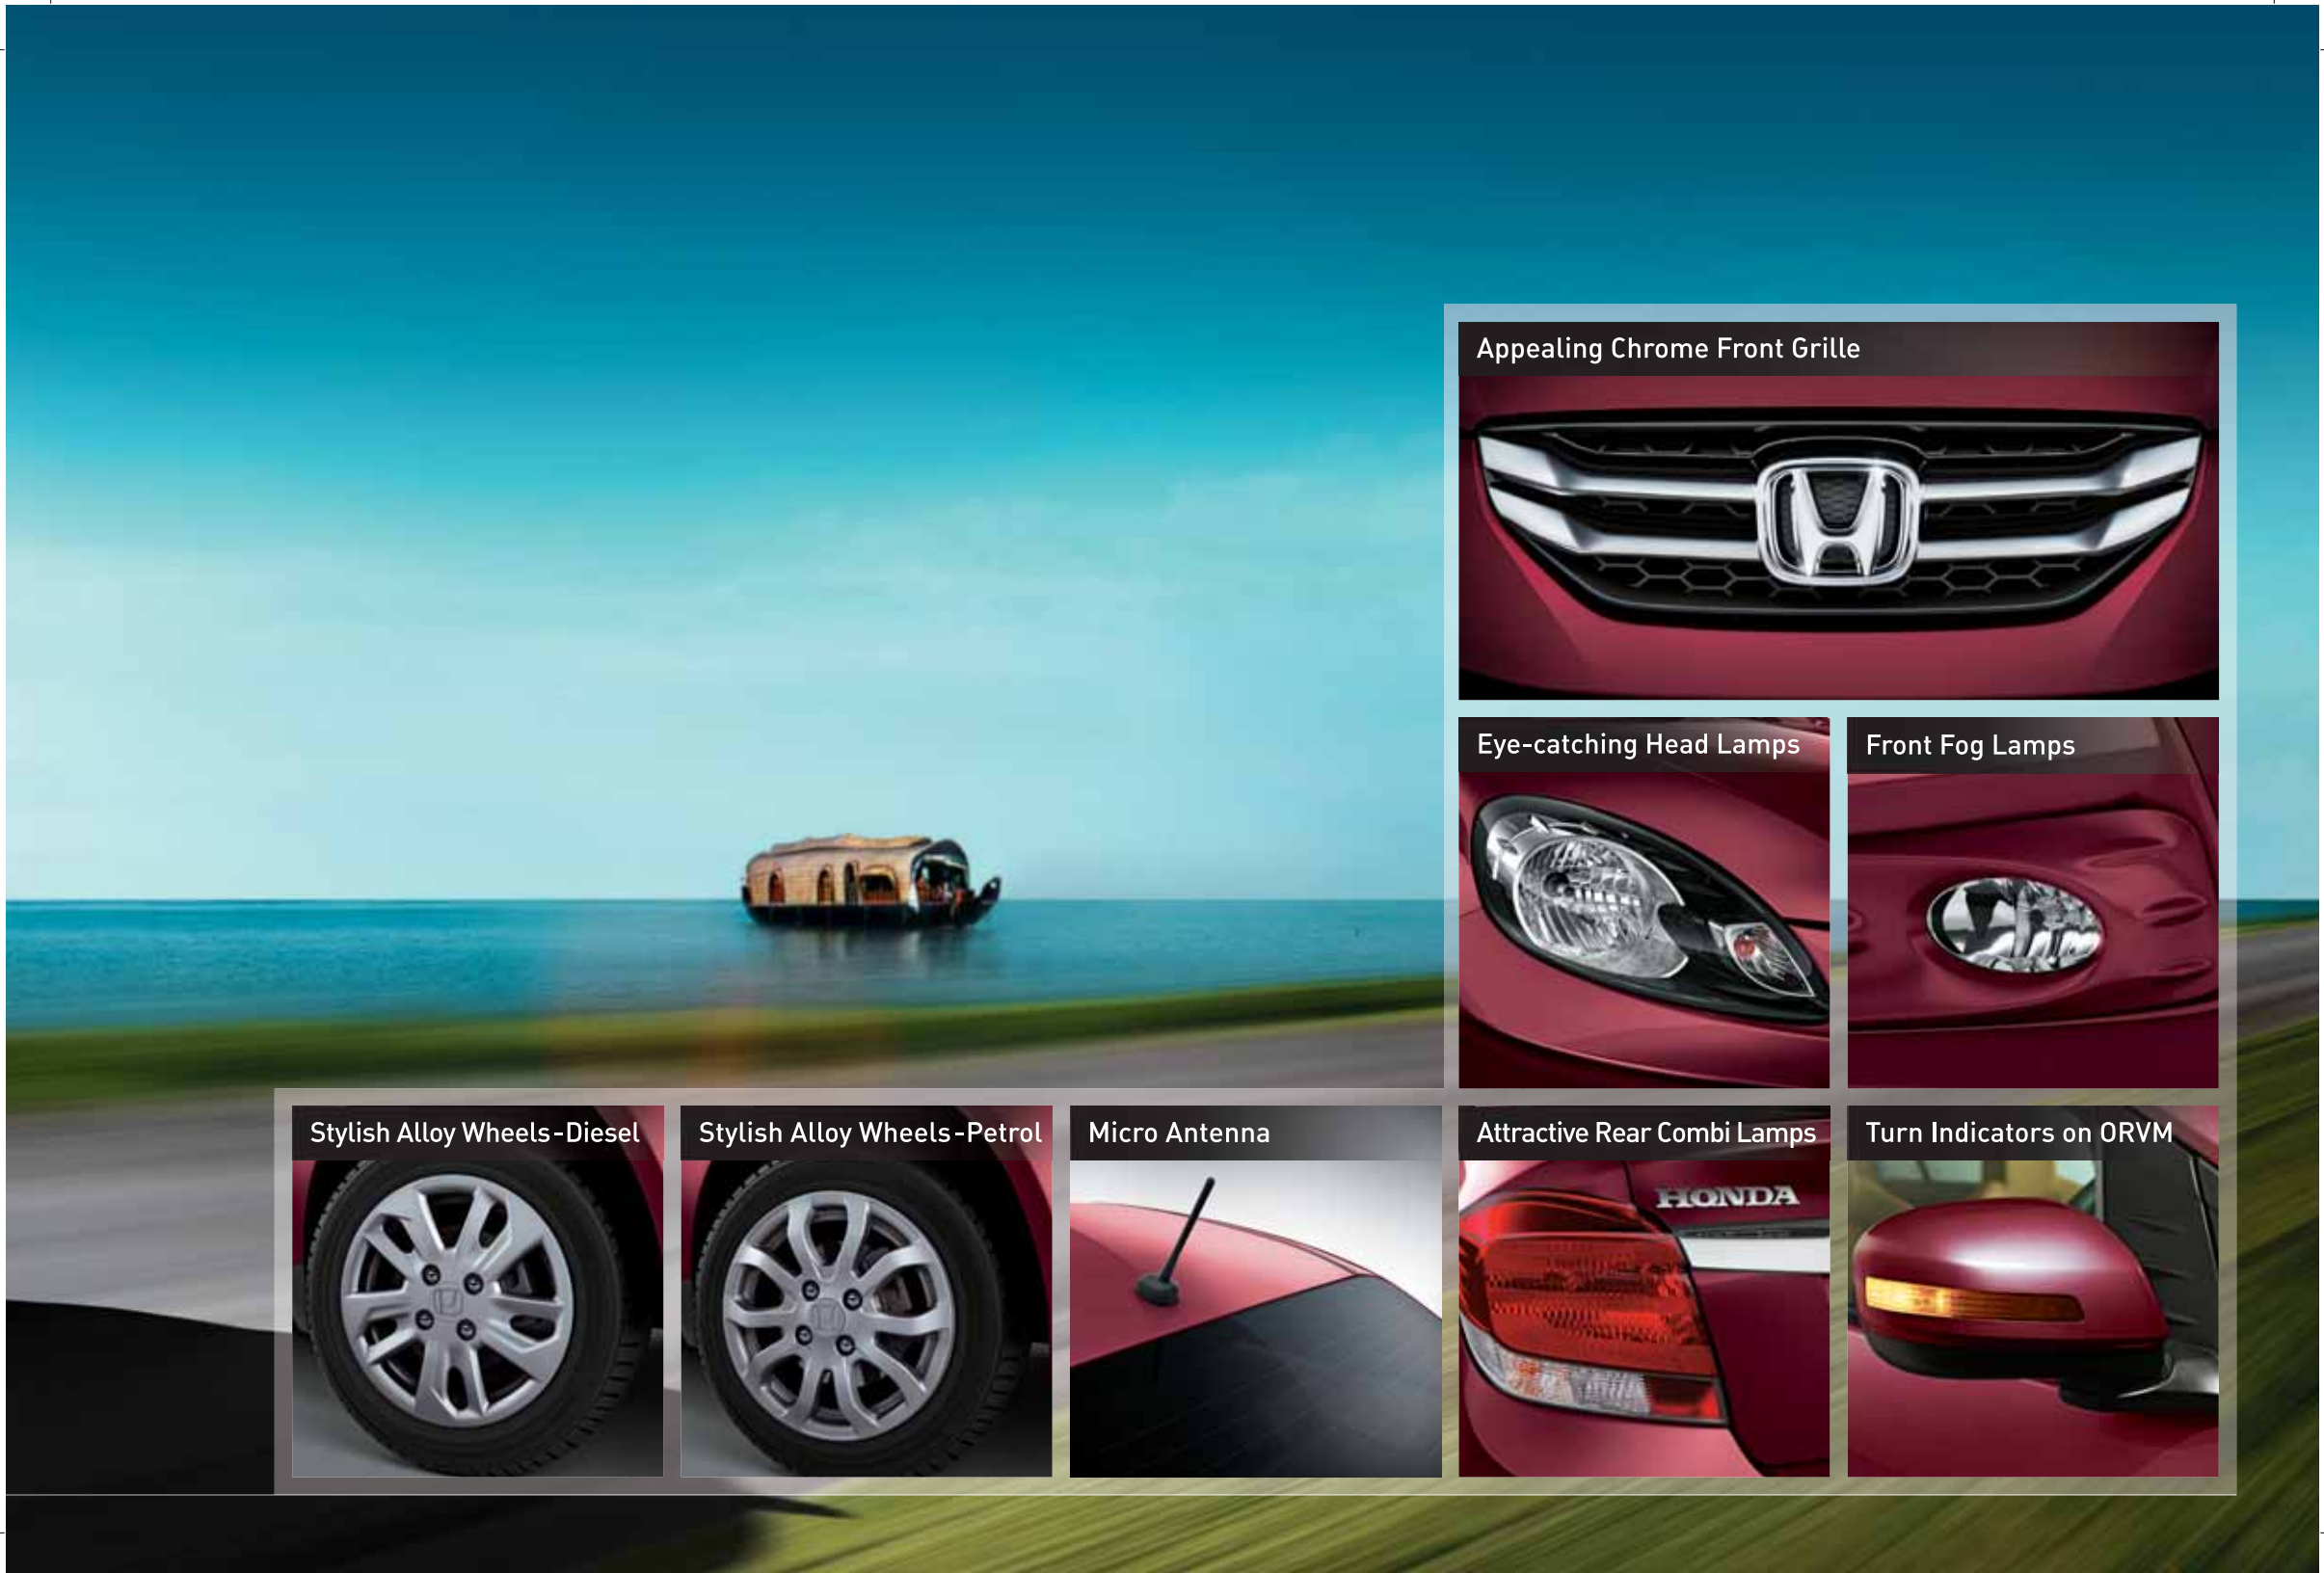 Appealing Chrome Front Grille
Eye-catching Head Lamps
Front Fog Lamps
Stylish Alloy Wheels-Diesel
Stylish Alloy Wheels-Petrol
Micro Antenna
Attractive Rear Combi Lamps
Turn Indicators on ORVM
HONDA